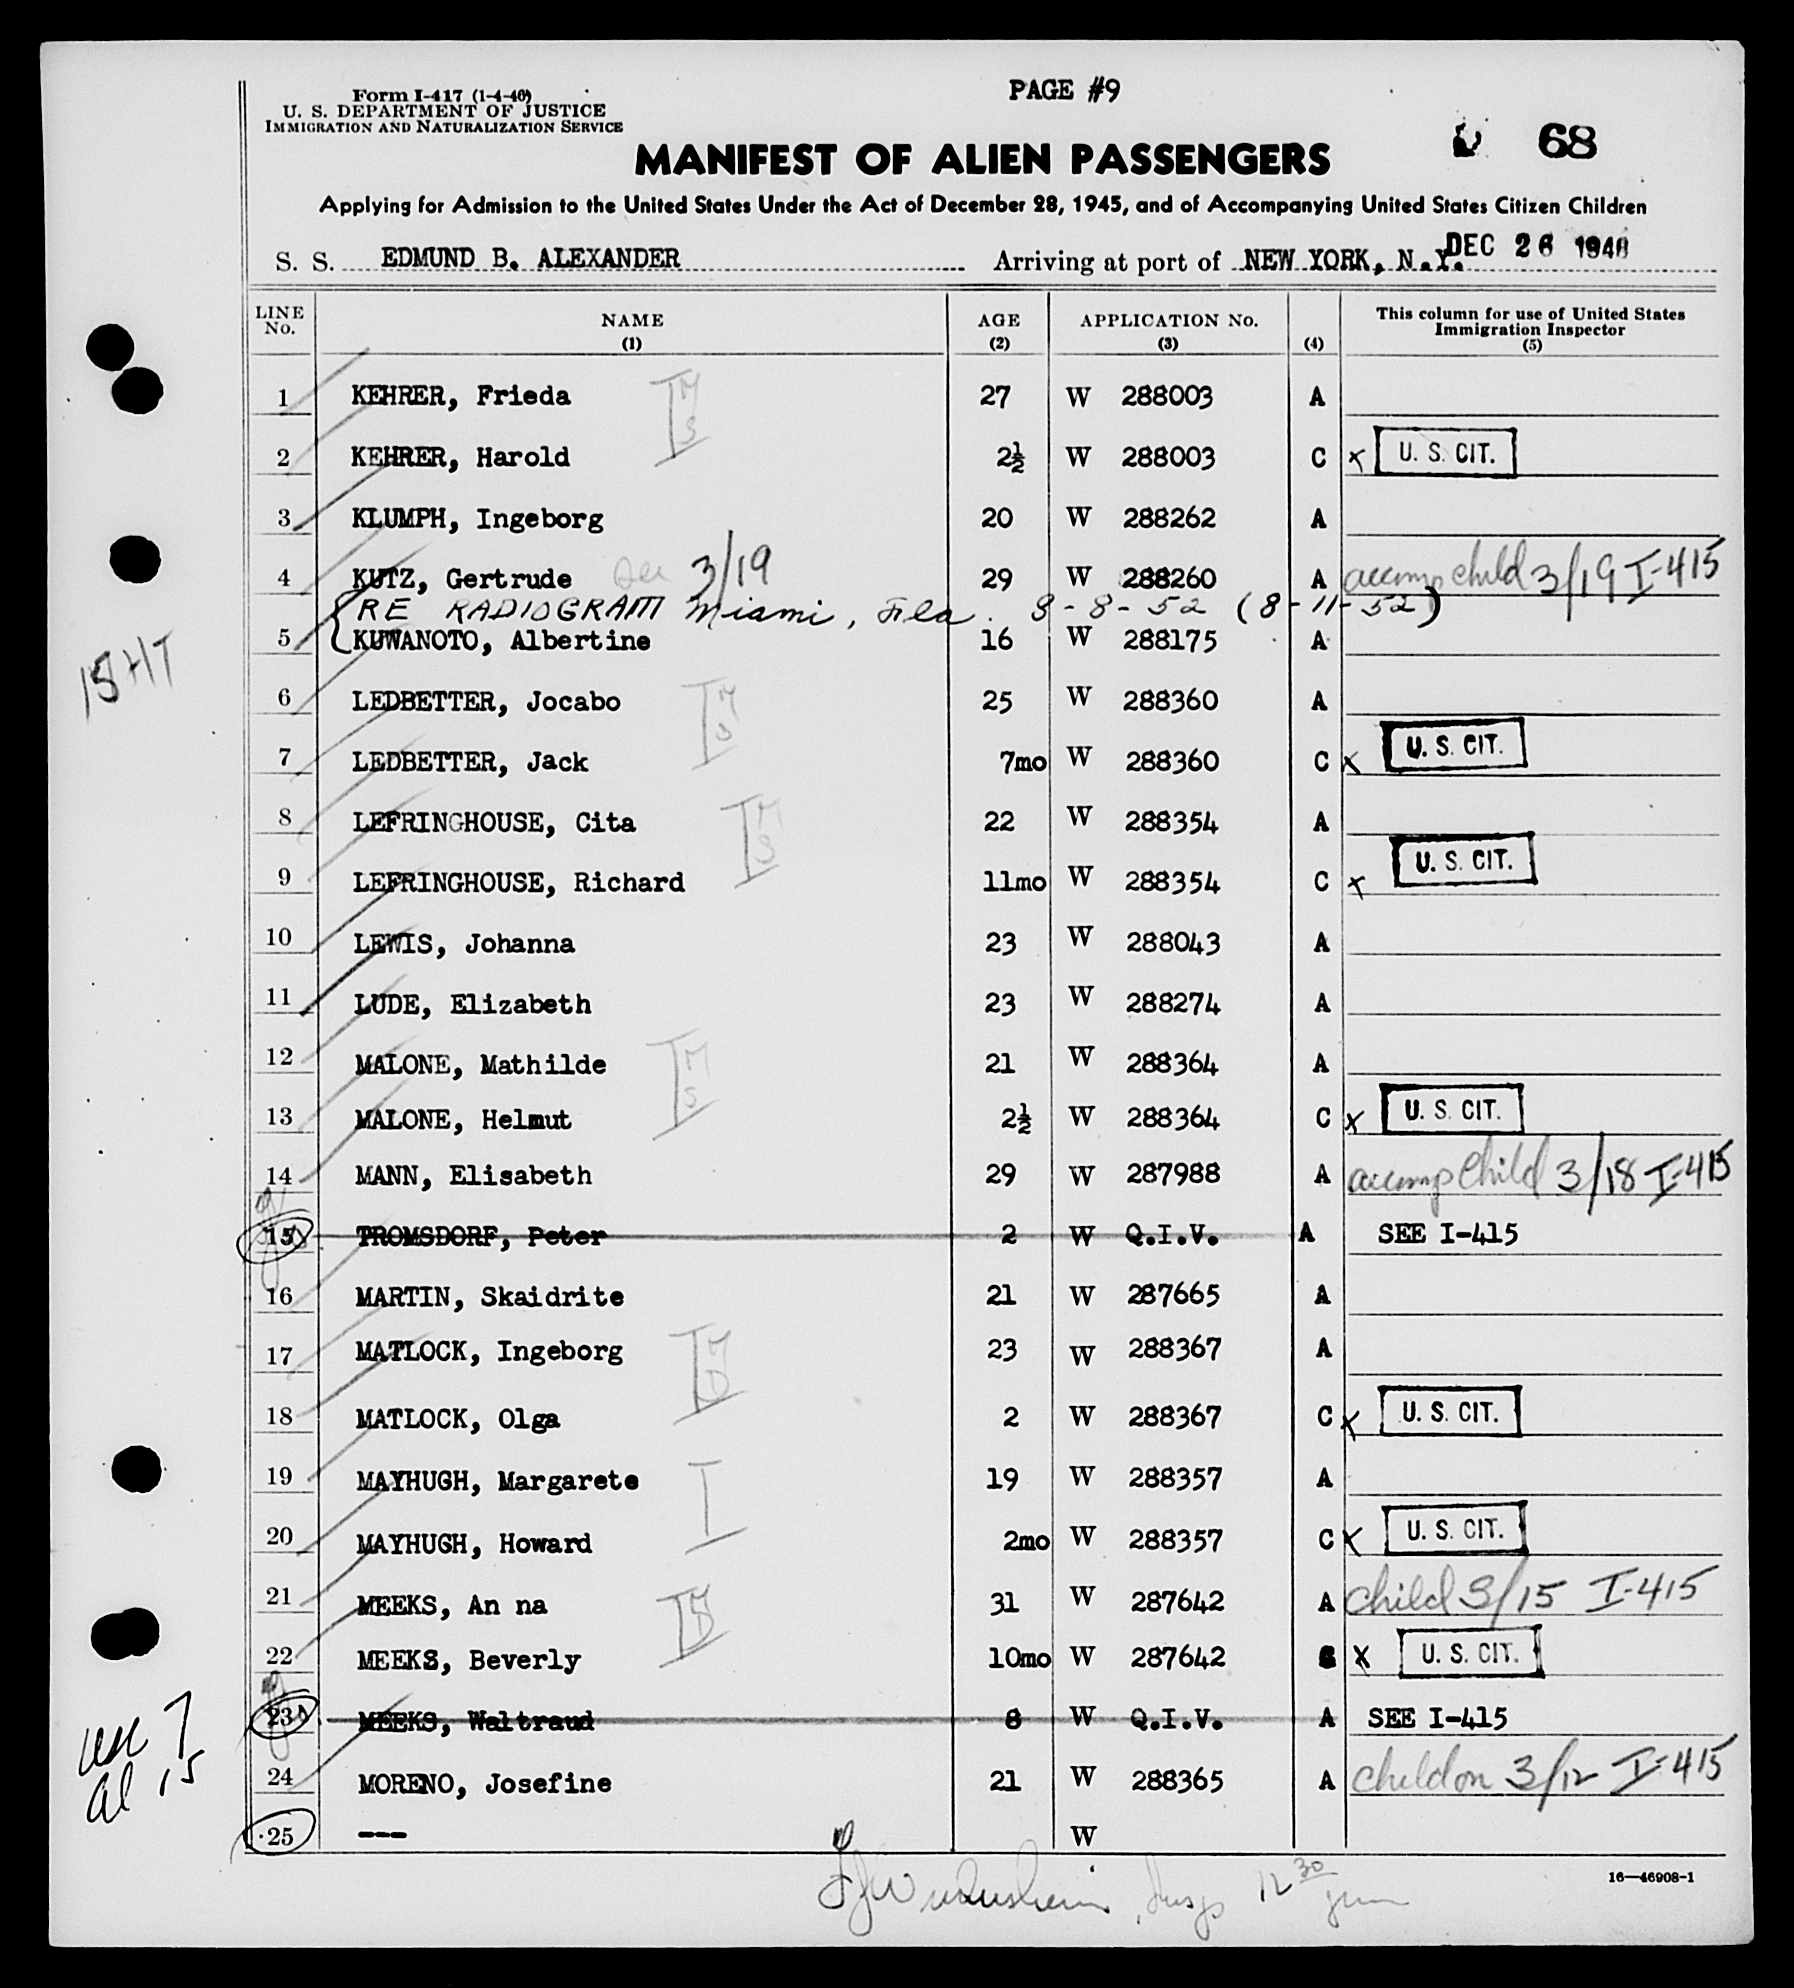 PAGE #9
Form I-417 (1-4-46)
U. S. DEPARTMENT OF JUSTICE
IMMIGRATION AND NATURALIZATION SERVICE
68
MANIFEST OF ALIEN PASSENGERS
Applying for Admission to the United States Under the Act of December 28, 1945, and of Accompanying United States Citizen Children
S. S. EDMUND B. ALEXANDER Arriving at port of NEW YORK, N.Y. DEC 26 1946
LINE No. NAME (1) AGE (2) APPLICATION No. (3) (4) This column for use of United States Immigration Inspector (5)
1 KEHRER, Frieda 27 W 288003 A
2 KEHRER, Harold 2½ W 288003 C x U. S. CIT.
3 KLUMPH, Ingeborg 20 W 288262 A
4 KUTZ, Gertrude See 3/19 29 W 288260 A accomp child 3/19 I-415
RE RADIOGRAM Miami, Fla. 8-8-52 (8-11-52)
5 KUWANOTO, Albertine 16 W 288175 A
6 LEDBETTER, Jocabo 25 W 288360 A
7 LEDBETTER, Jack 7mo W 288360 C x U. S. CIT.
8 LEFRINGHOUSE, Cita 22 W 288354 A
9 LEFRINGHOUSE, Richard 11mo W 288354 C x U. S. CIT.
10 LEWIS, Johanna 23 W 288043 A
11 LUDE, Elizabeth 23 W 288274 A
12 MALONE, Mathilde 21 W 288364 A
13 MALONE, Helmut 2½ W 288364 C x U. S. CIT.
14 MANN, Elisabeth 29 W 287988 A accomp Child 3/18 I-415
15 TROMSDORF, Peter 2 W Q.I.V. A SEE I-415
16 MARTIN, Skaidrite 21 W 287665 A
17 MATLOCK, Ingeborg 23 W 288367 A
18 MATLOCK, Olga 2 W 288367 C x U. S. CIT.
19 MAYHUGH, Margarete 19 W 288357 A
20 MAYHUGH, Howard 2mo W 288357 C x U. S. CIT.
21 MEEKS, An na 31 W 287642 A Child 3/15 I-415
22 MEEKS, Beverly 10mo W 287642 C x U. S. CIT.
23 MEEKS, Waltraud 8 W Q.I.V. A SEE I-415
24 MORENO, Josefine 21 W 288365 A Child on 3/12 I-415
25 --- W
15 HT
usc 7
al 15
12 30
16—46908-1